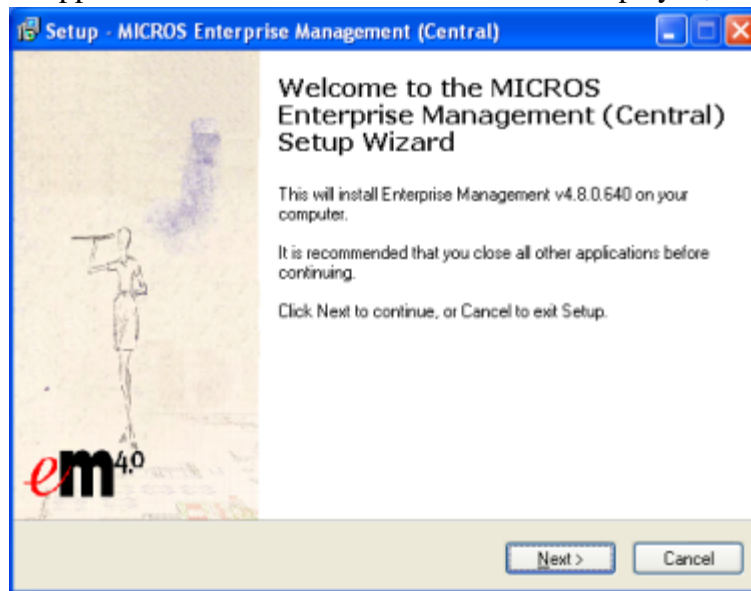 Setup - MICROS Enterprise Management (Central)
Welcome to the MICROS
Enterprise Management (Central)
Setup Wizard
This will install Enterprise Management v4.8.0.640 on your
computer.
It is recommended that you close all other applications before
continuing.
Click Next to continue, or Cancel to exit Setup.
em 4.0
Next >
Cancel